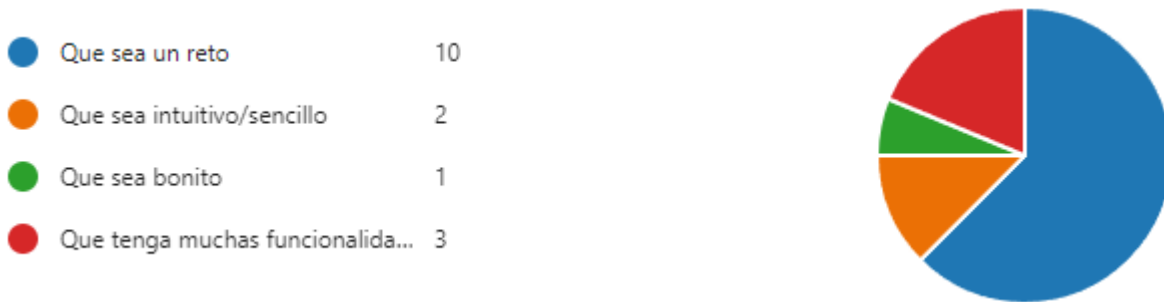 Que sea un reto 10
Que sea intuitivo/sencillo 2
Que sea bonito 1
Que tenga muchas funcionalida... 3